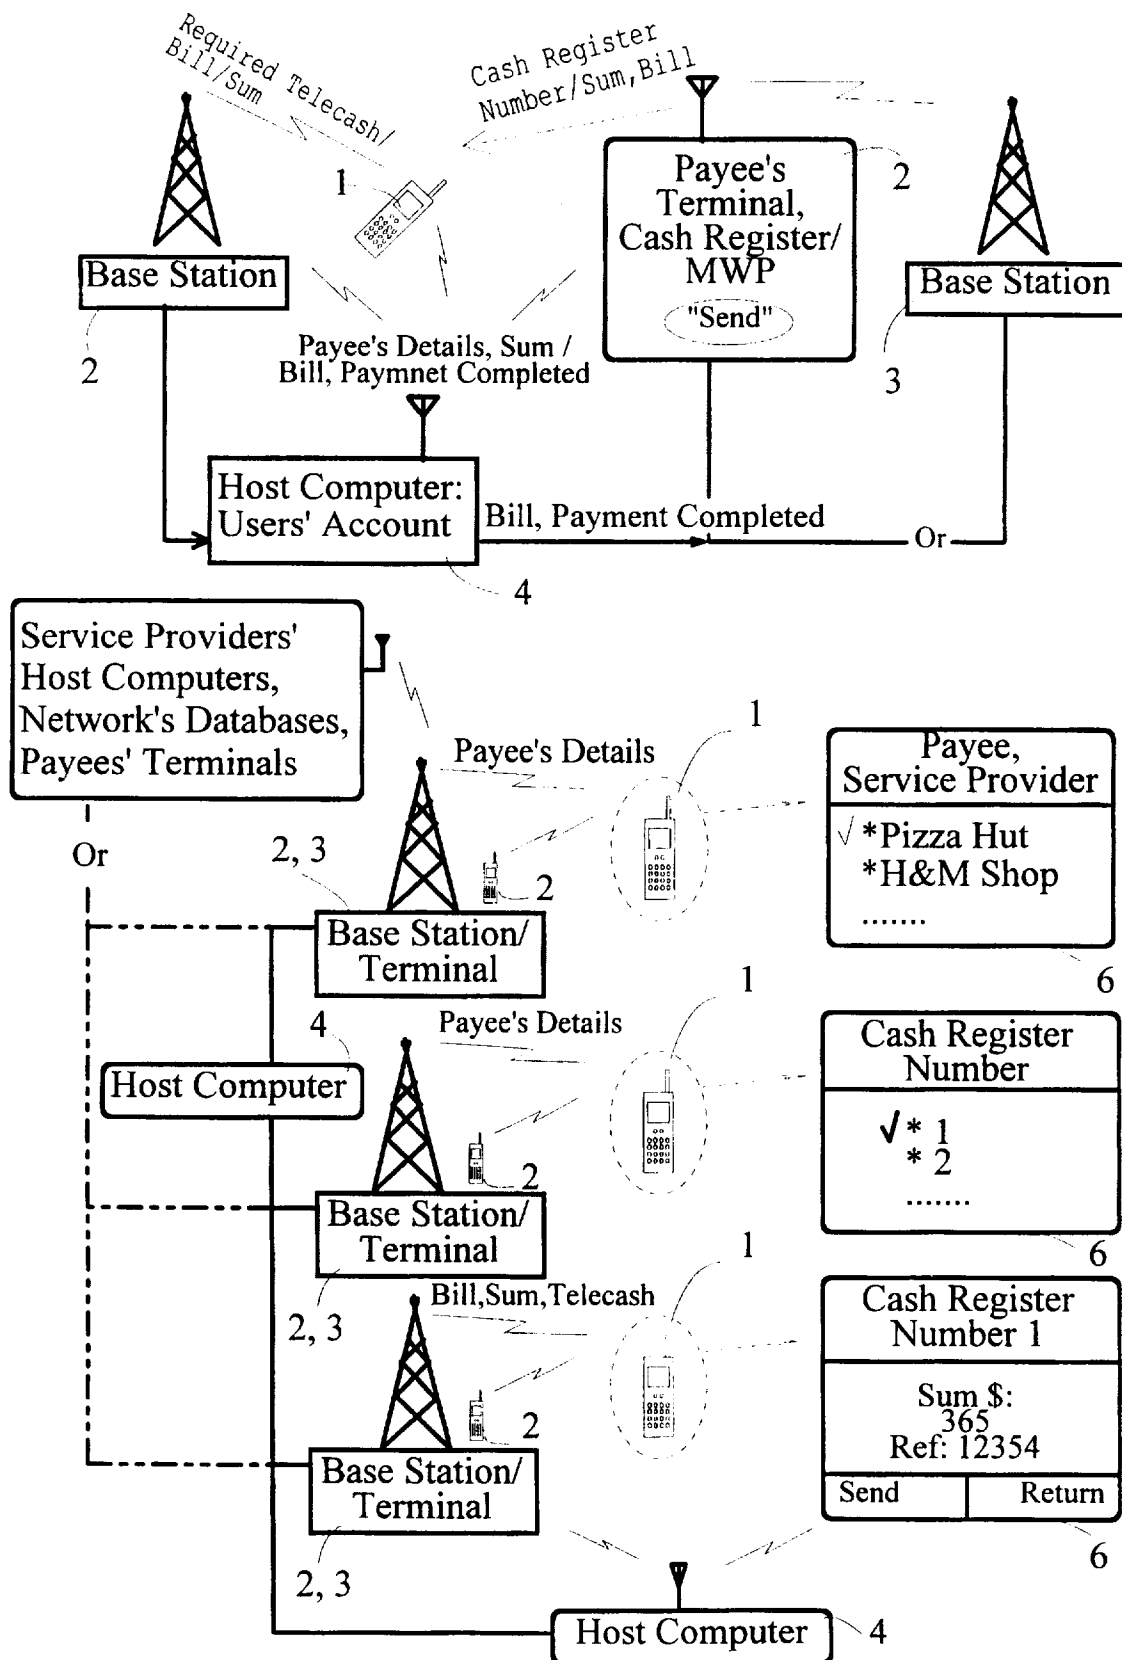 Required Telecash/
Bill/Sum
Cash Register
Number/Sum,Bill
1
Payee's
Terminal,
Cash Register/
MWP
"Send"
2
Base Station
2
Base Station
3
Payee's Details, Sum /
Bill, Paymnet Completed
Host Computer:
Users' Account
Bill, Payment Completed
Or
4
Service Providers'
Host Computers,
Network's Databases,
Payees' Terminals
Or
Payee's Details
1
Payee,
Service Provider
√ *Pizza Hut
*H&M Shop
.......
6
2, 3
2
Base Station/
Terminal
4
Payee's Details
1
Cash Register
Number
√* 1
* 2
.......
6
Host Computer
2
Base Station/
Terminal
2, 3
Bill,Sum,Telecash
1
Cash Register
Number 1
Sum $:
365
Ref: 12354
Send
Return
6
2
Base Station/
Terminal
2, 3
Host Computer
4